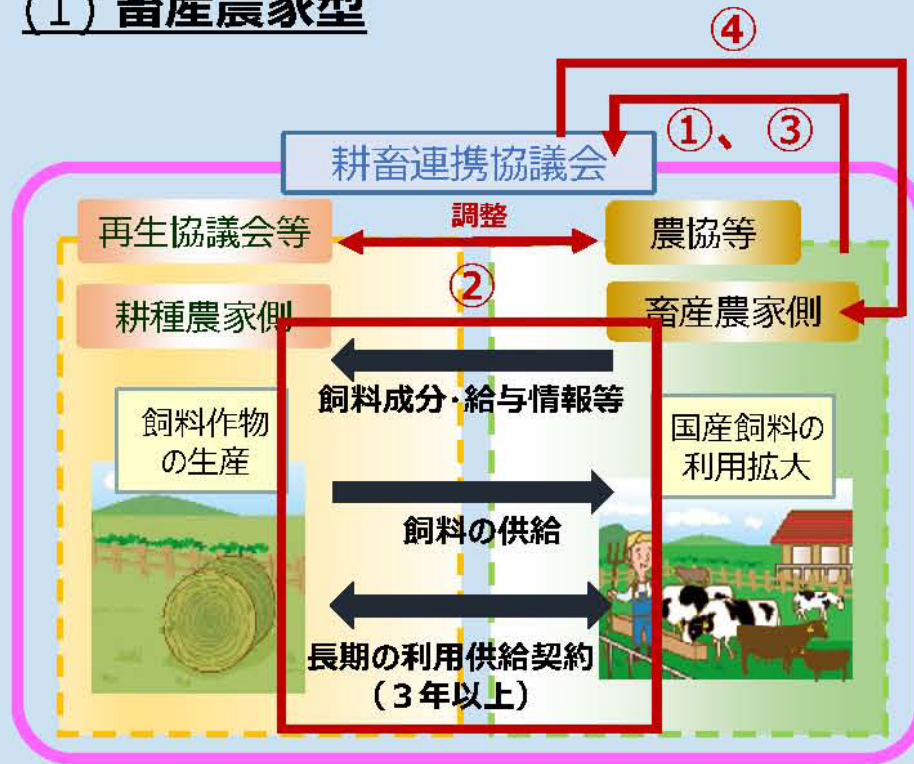 (１) 畜産農家型
④
①、③
耕畜連携協議会
再生協議会等
調整
農協等
②
耕種農家側
畜産農家側
飼料成分・給与情報等
飼料作物
の生産
国産飼料の
利用拡大
飼料の供給
長期の利用供給契約
（３年以上）